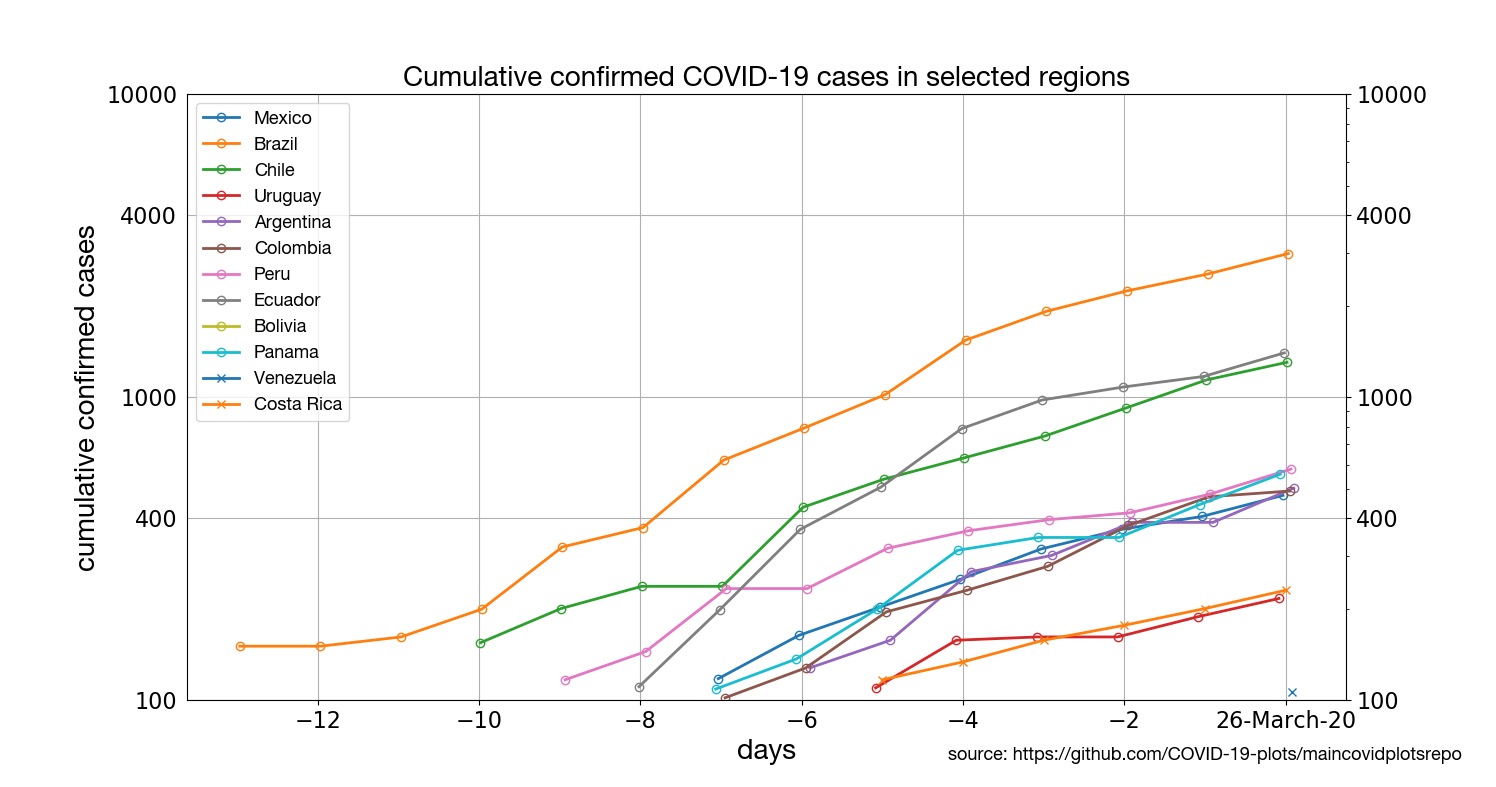 Cumulative confirmed COVID-19 cases in selected regions
10000
4000
1000
400
100
cumulative confirmed cases
Mexico
Brazil
Chile
Uruguay
Argentina
Colombia
Peru
Ecuador
Bolivia
Panama
Venezuela
Costa Rica
10000
4000
1000
400
100
−12 −10 −8 −6 −4 −2 26-March-20
days
source: https://github.com/COVID-19-plots/maincovidplotsrepo